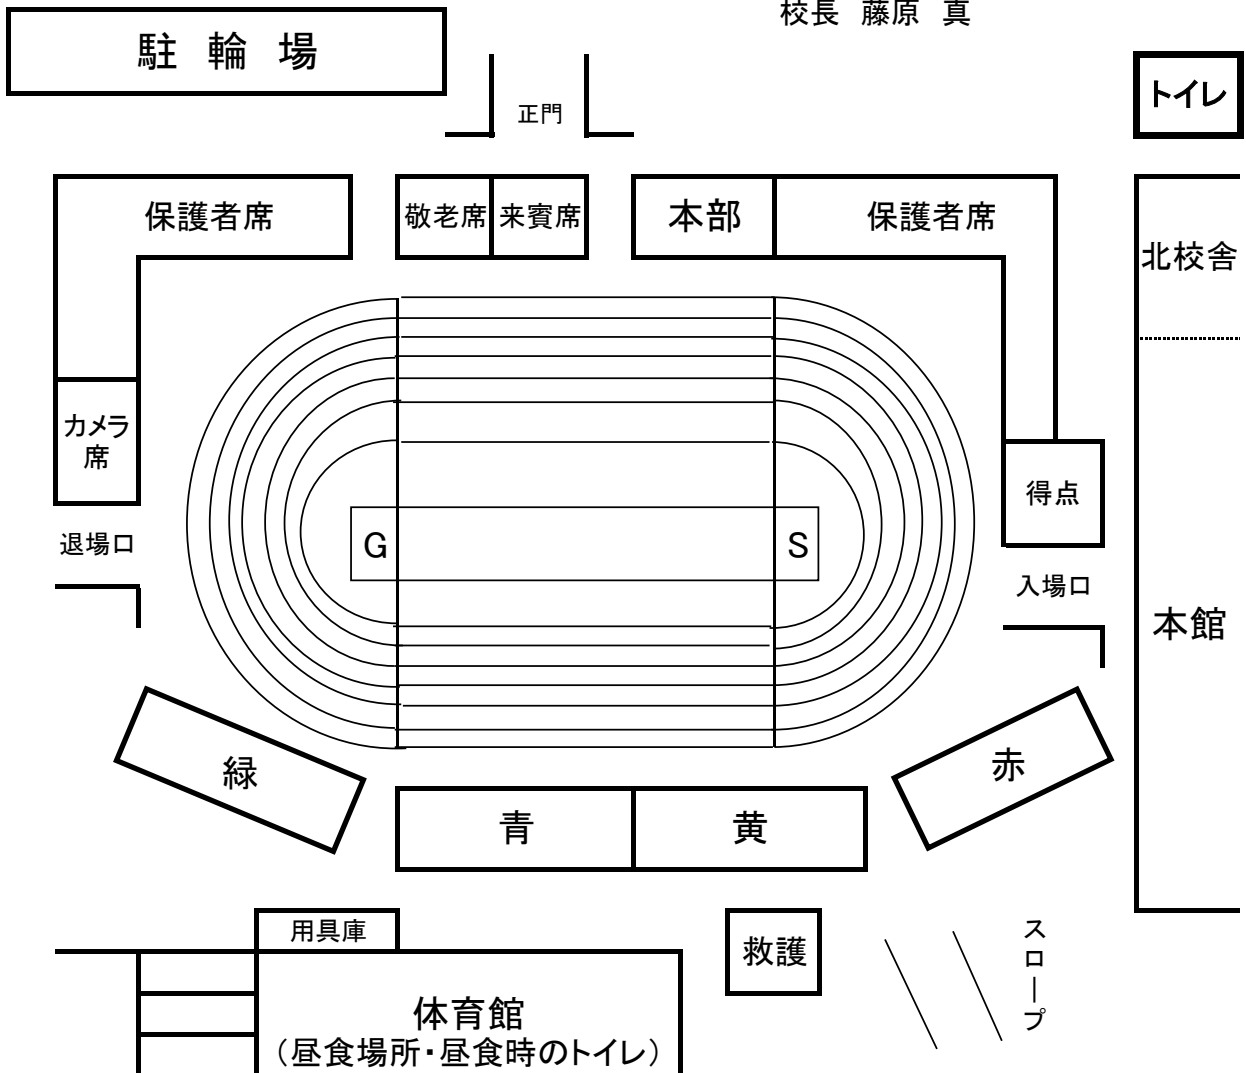 校長 藤原 真
駐 輪 場
正門
トイレ
保護者席
敬老席
来賓席
本部
保護者席
北校舎
カメラ
席
得点
退場口
G
S
入場口
本館
緑
赤
青
黄
用具庫
救護
スロープ
体育館
(昼食場所・昼食時のトイレ)